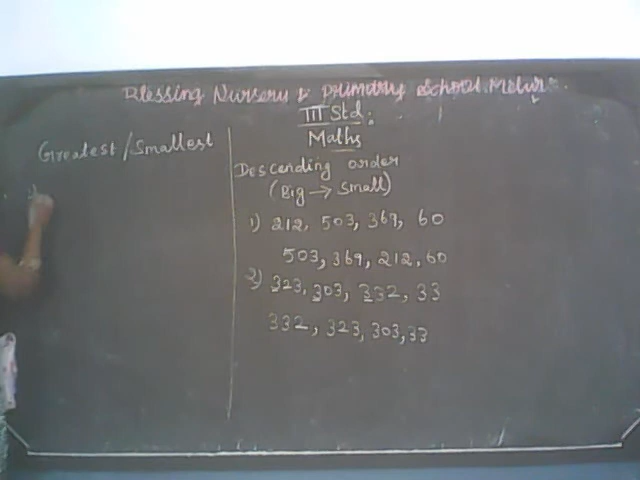 Blessing Nursery & primary school. Metur.
III Std.
Maths
Greatest / Smallest
Descending order
(Big → Small)
1) 212, 503, 369, 60
503, 369, 212, 60
2) 323, 303, 332, 33
332, 323, 303, 33